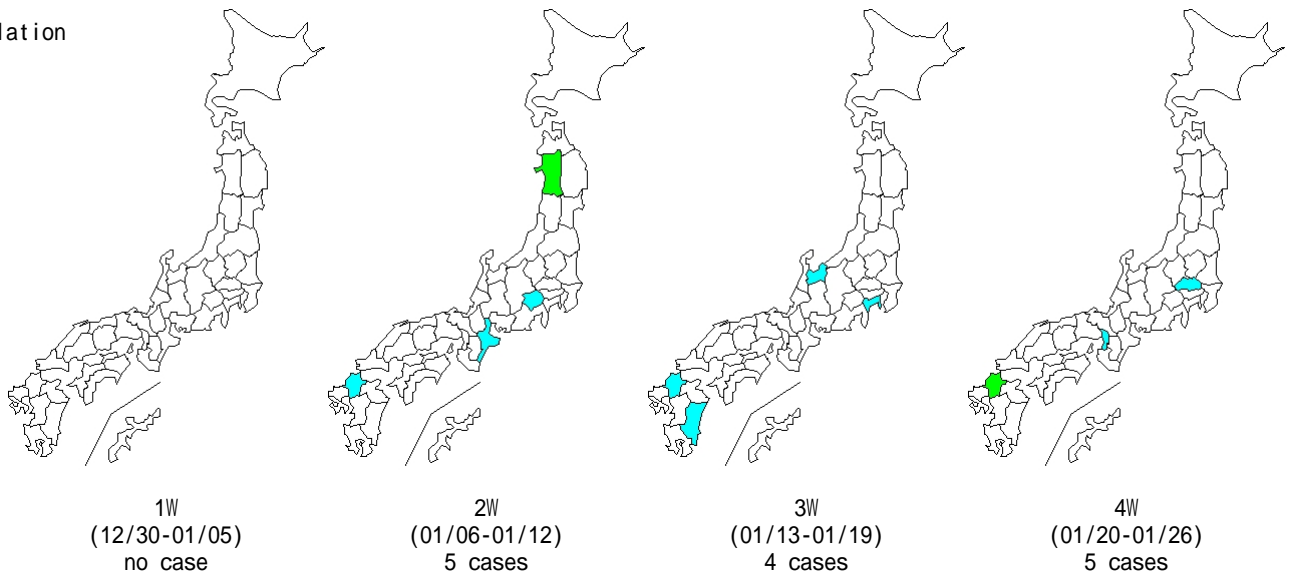 lation
1W
(12/30-01/05)
no case
2W
(01/06-01/12)
5 cases
3W
(01/13-01/19)
4 cases
4W
(01/20-01/26)
5 cases